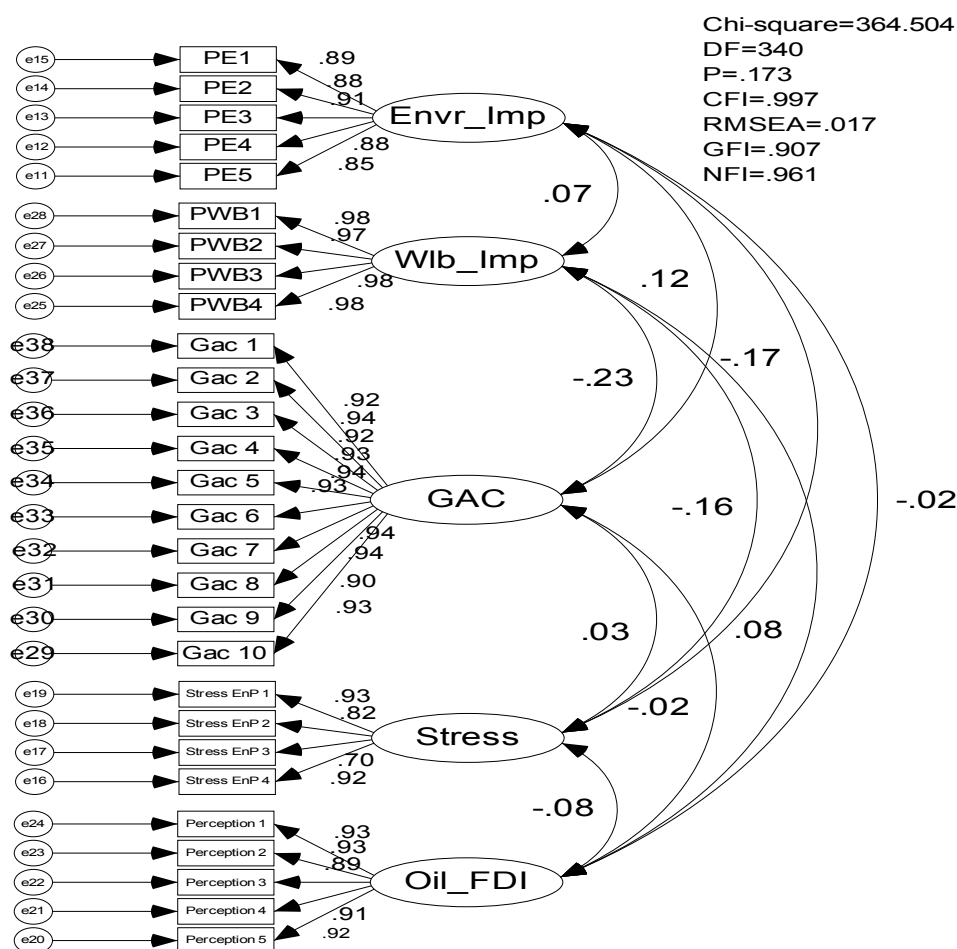 Chi-square=364.504
DF=340
P=.173
CFI=.997
RMSEA=.017
GFI=.907
NFI=.961
e15 PE1 .89
e14 PE2 .88
e13 PE3 .91 Envr_Imp
e12 PE4 .88
e11 PE5 .85
.07
e28 PWB1 .98
e27 PWB2 .97
e26 PWB3 .98 Wlb_Imp
e25 PWB4 .98
.12
-.17
-.23
e38 Gac 1 .92
e37 Gac 2 .94
e36 Gac 3 .92
e35 Gac 4 .93
e34 Gac 5 .94
.93
GAC
-.16
-.02
e33 Gac 6
e32 Gac 7 .94
.94
e31 Gac 8 .90
e30 Gac 9 .93
e29 Gac 10
.03
.08
-.02
e19 Stress EnP 1 .93
e18 Stress EnP 2 .82
Stress
e17 Stress EnP 3 .70
e16 Stress EnP 4 .92
-.08
e24 Perception 1 .93
e23 Perception 2 .93
.89
e22 Perception 3 Oil_FDI
e21 Perception 4 .91
e20 Perception 5 .92